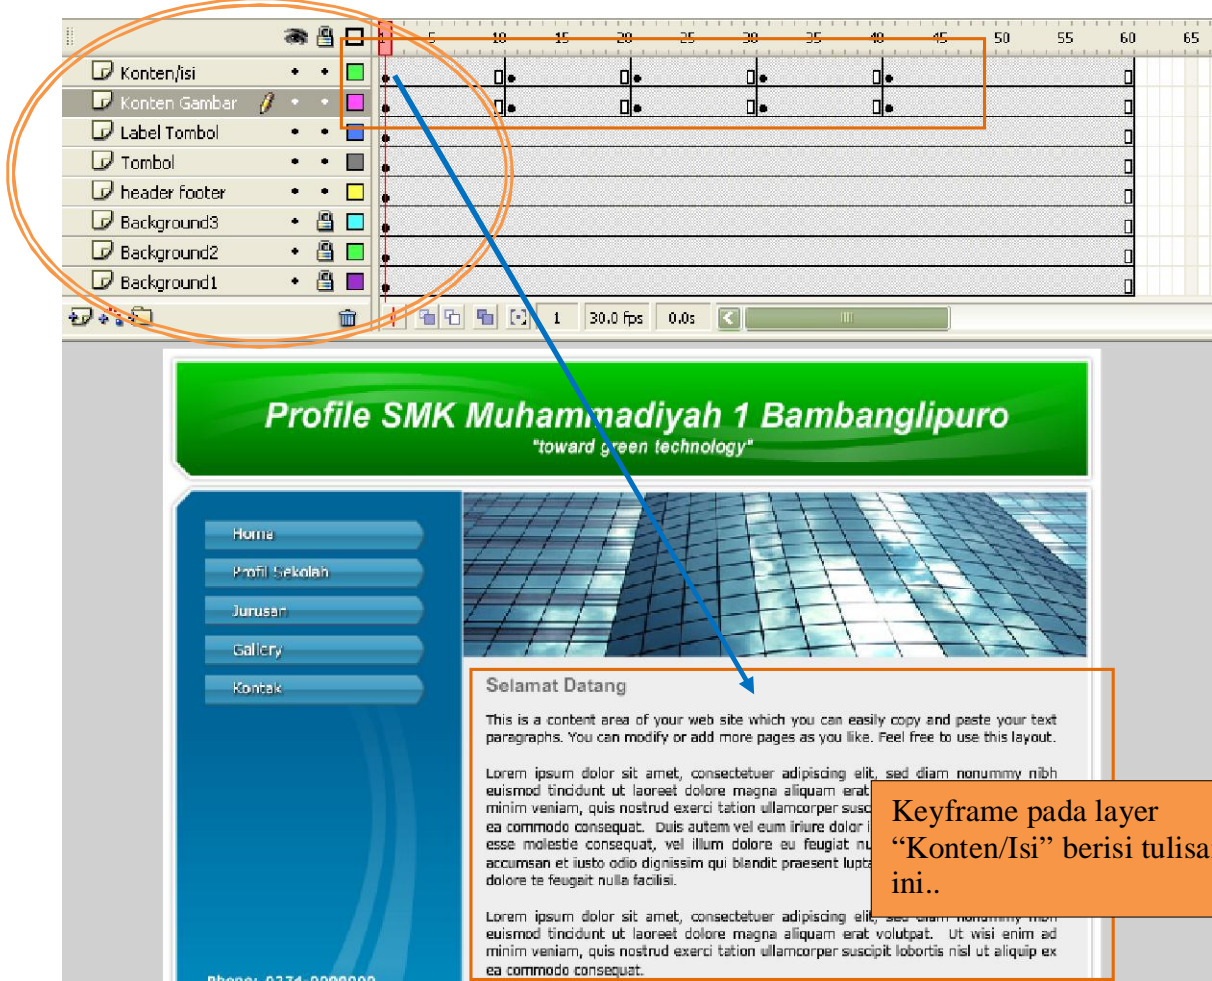 5 10 15 20 25 30 35 40 45 50 55 60 65
Konten/isi
Konten Gambar
Label Tombol
Tombol
header footer
Background3
Background2
Background1
1 30.0 fps 0.0s
Profile SMK Muhammadiyah 1 Bambanglipuro
"toward green technology"
Home
Profil Sekolah
Jurusan
Gallery
Kontak
Selamat Datang
This is a content area of your web site which you can easily copy and paste your text
paragraphs. You can modify or add more pages as you like. Feel free to use this layout.
Lorem ipsum dolor sit amet, consectetuer adipiscing elit, sed diam nonummy nibh
euismod tincidunt ut laoreet dolore magna aliquam erat
minim veniam, quis nostrud exerci tation ullamcorper susc
ea commodo consequat. Duis autem vel eum iriure dolor i
esse molestie consequat, vel illum dolore eu feugiat nu
accumsan et iusto odio dignissim qui blandit praesent lupta
dolore te feugait nulla facilisi.
Keyframe pada layer
“Konten/Isi” berisi tulisa
ini..
Lorem ipsum dolor sit amet, consectetuer adipiscing elit, sed diam nonummy nibh
euismod tincidunt ut laoreet dolore magna aliquam erat volutpat. Ut wisi enim ad
minim veniam, quis nostrud exerci tation ullamcorper suscipit lobortis nisl ut aliquip ex
ea commodo consequat.
Phone: 0274-0000000